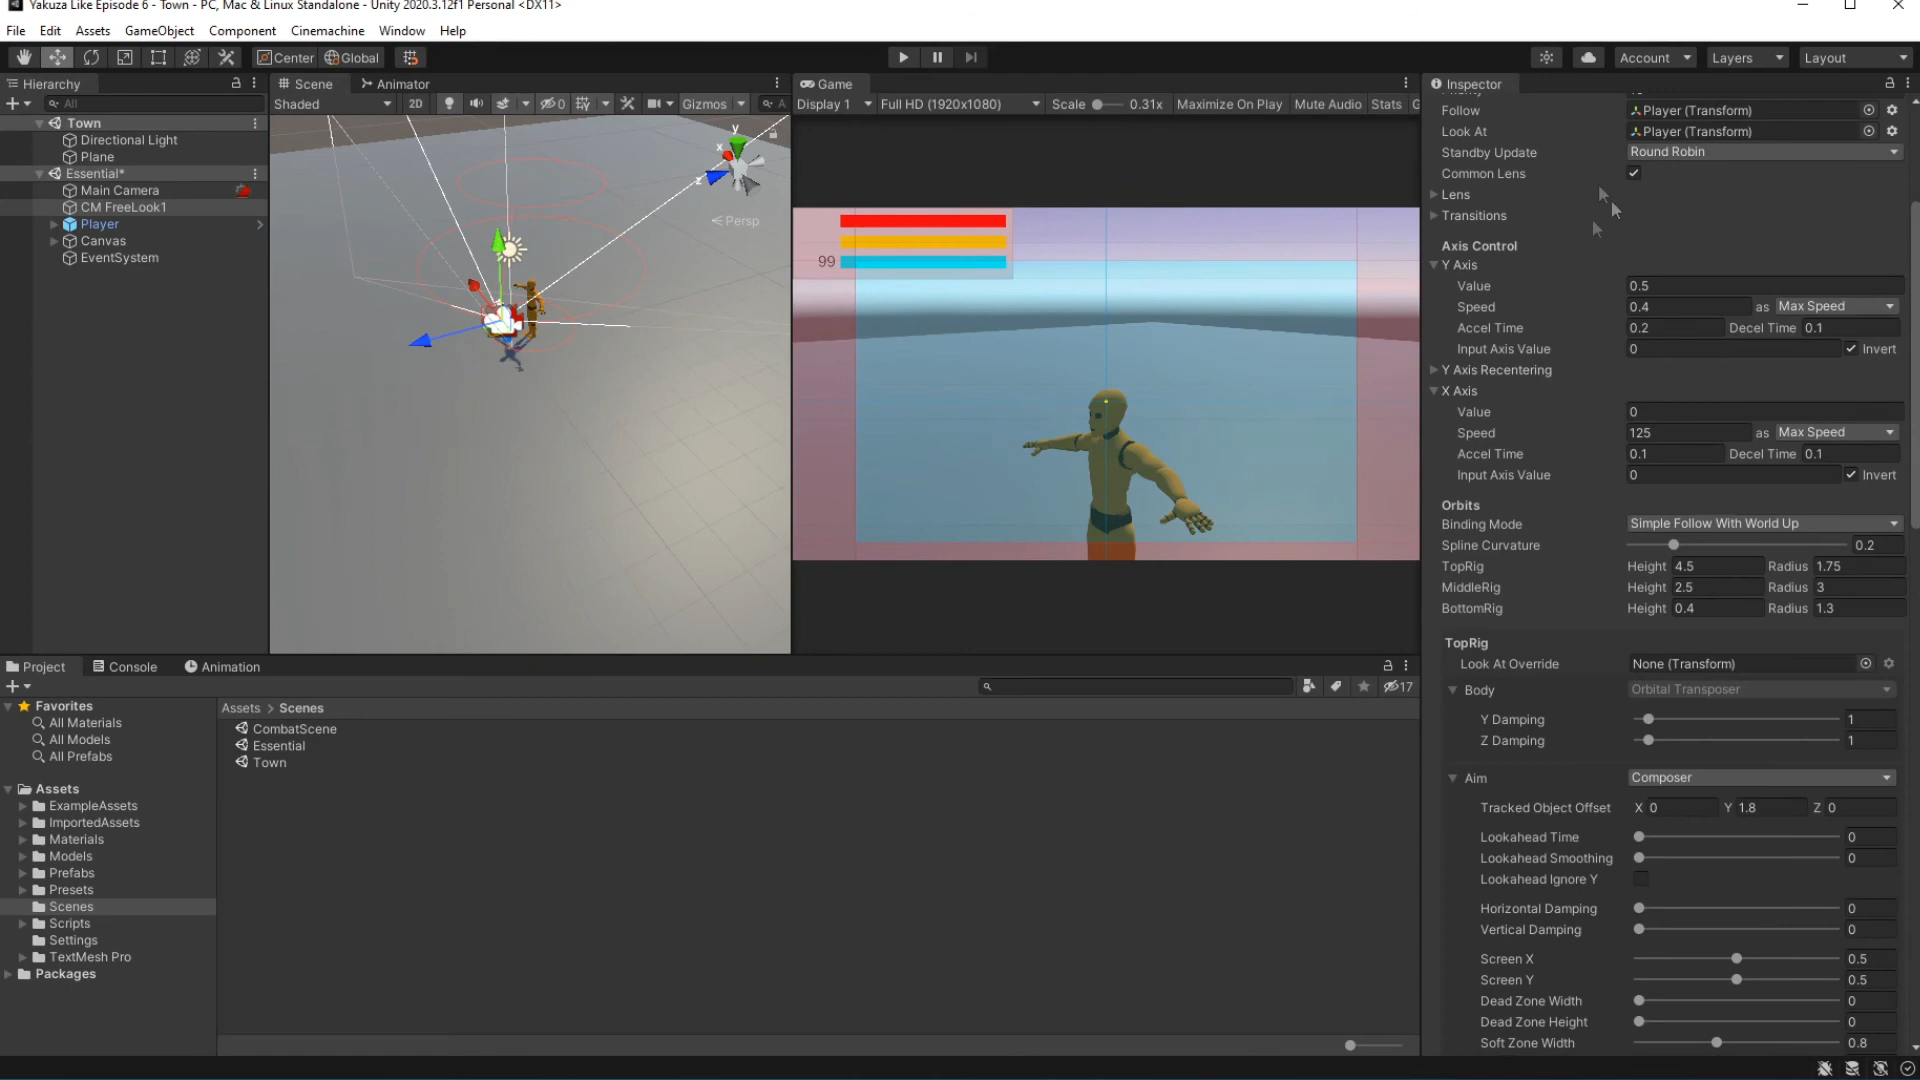 Yakuza Like Episode 6 - Town - PC, Mac & Linux Standalone - Unity 2020.3.12f1 Personal <DX11>
File Edit Assets GameObject Component Cinemachine Window Help
Center Global Account Layers Layout
Hierarchy
All
Town
Directional Light
Plane
Essential*
Main Camera
CM FreeLook1
Player
Canvas
EventSystem
Scene Animator
Shaded 2D 0 Gizmos A
y
x
z
Persp
Game
Display 1 Full HD (1920x1080) Scale 0.31x Maximize On Play Mute Audio Stats G
99
Inspector
Follow Player (Transform)
Look At Player (Transform)
Standby Update Round Robin
Common Lens
Lens
Transitions
Axis Control
Y Axis
Value 0.5
Speed 0.4 as Max Speed
Accel Time 0.2 Decel Time 0.1
Input Axis Value 0 Invert
Y Axis Recentering
X Axis
Value 0
Speed 125 as Max Speed
Accel Time 0.1 Decel Time 0.1
Input Axis Value 0 Invert
Orbits
Binding Mode Simple Follow With World Up
Spline Curvature 0.2
TopRig Height 4.5 Radius 1.75
MiddleRig Height 2.5 Radius 3
BottomRig Height 0.4 Radius 1.3
TopRig
Look At Override None (Transform)
Body Orbital Transposer
Y Damping 1
Z Damping 1
Aim Composer
Tracked Object Offset X 0 Y 1.8 Z 0
Lookahead Time 0
Lookahead Smoothing 0
Lookahead Ignore Y
Horizontal Damping 0
Vertical Damping 0
Screen X 0.5
Screen Y 0.5
Dead Zone Width 0
Dead Zone Height 0
Soft Zone Width 0.8
Project Console Animation
17
Favorites
All Materials
All Models
All Prefabs
Assets
ExampleAssets
ImportedAssets
Materials
Models
Prefabs
Presets
Scenes
Scripts
Settings
TextMesh Pro
Packages
Assets > Scenes
CombatScene
Essential
Town